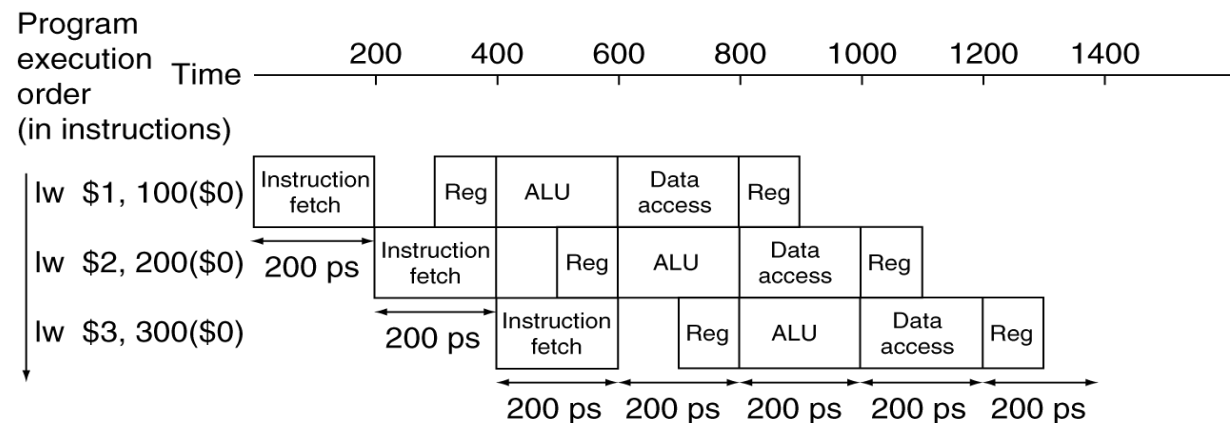 Program
execution
order
(in instructions)
Time
200 400 600 800 1000 1200 1400
lw $1, 100($0)
Instruction
fetch
Reg
ALU
Data
access
Reg
200 ps
lw $2, 200($0)
Instruction
fetch
Reg
ALU
Data
access
Reg
200 ps
lw $3, 300($0)
Instruction
fetch
Reg
ALU
Data
access
Reg
200 ps 200 ps 200 ps 200 ps 200 ps